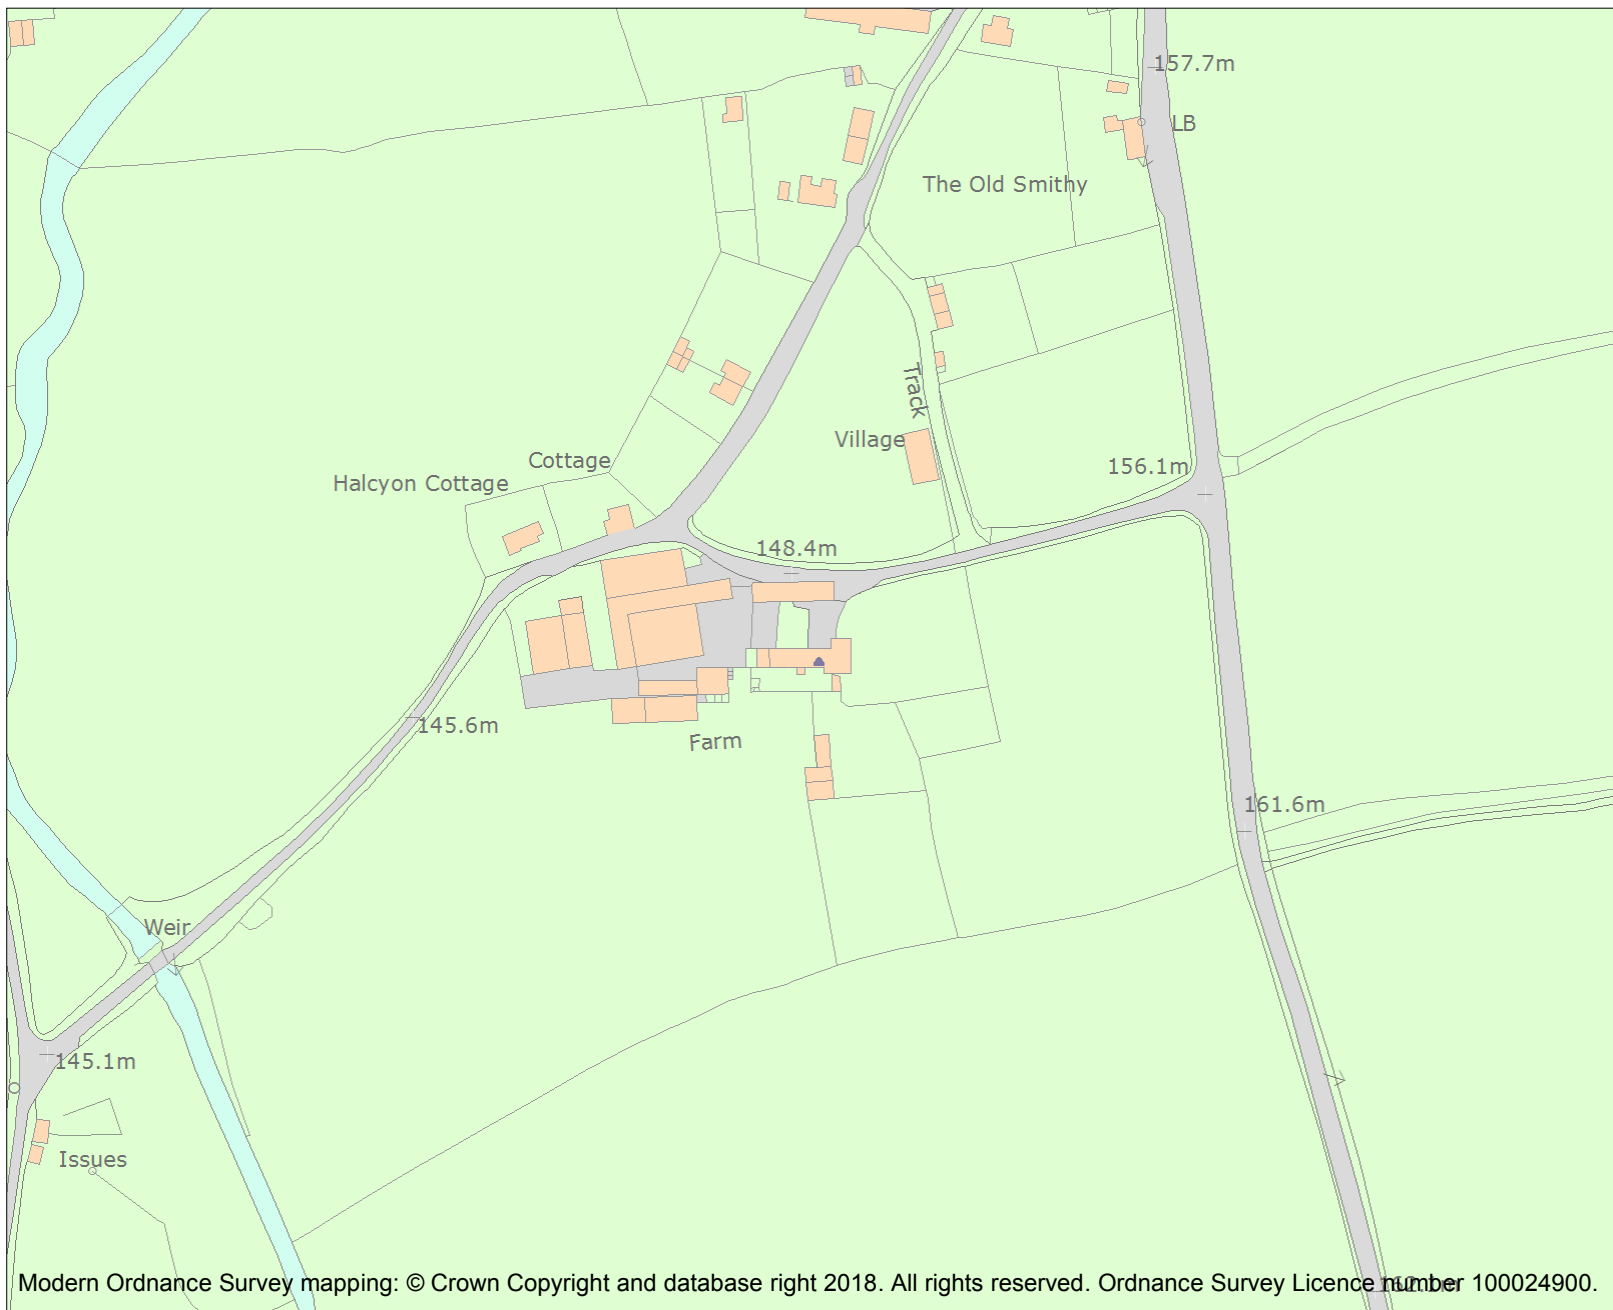 157.7m
LB
The Old Smithy
Track
Village
Cottage
Halcyon Cottage
156.1m
148.4m
145.6m
Farm
161.6m
Weir
145.1m
Issues
Modern Ordnance Survey mapping: © Crown Copyright and database right 2018. All rights reserved. Ordnance Survey Licence number 100024900.